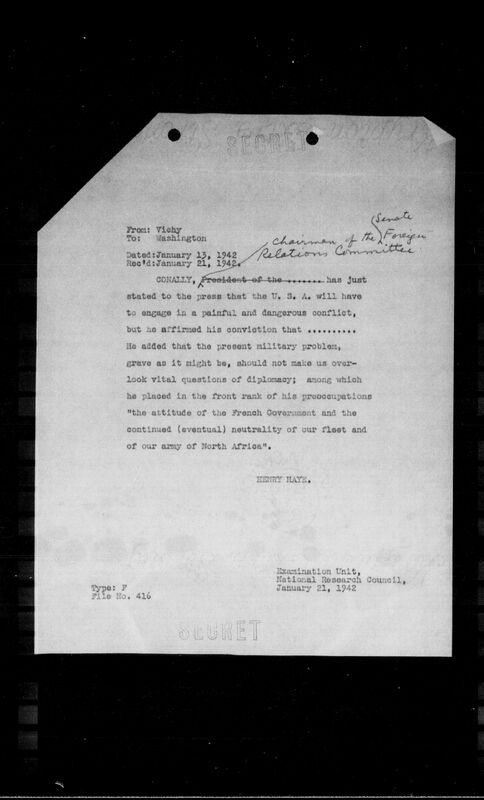 SECRET
From: Vichy
To: Washington
Senate
Chairman of the Foreign
Relations Committee
Dated:January 13, 1942
Rec'd:January 21, 1942.
CONALLY, President of the ....... has just
stated to the press that the U. S. A. will have
to engage in a painful and dangerous conflict,
but he affirmed his conviction that ..........
He added that the present military problem,
grave as it might be, should not make us over-
look vital questions of diplomacy; among which
he placed in the front rank of his preoccupations
"the attitude of the French Government and the
continued (eventual) neutrality of our fleet and
of our army of North Africa".
HENRY HAYE.
Examination Unit,
National Research Council,
January 21, 1942
Type: F
File No. 416
SECRET